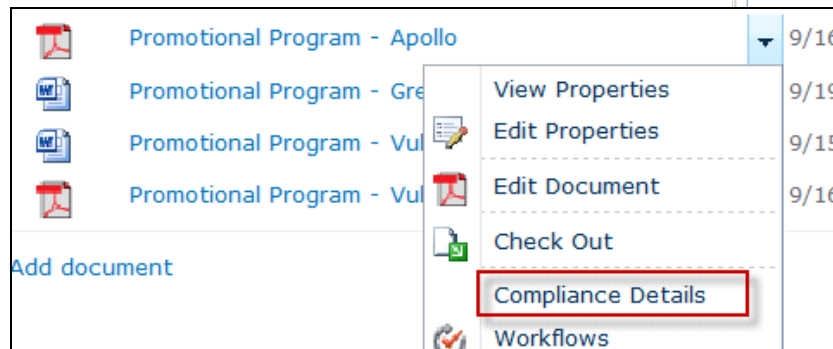 Promotional Program - Apollo 9/16
Promotional Program - Gre 9/19
View Properties
Edit Properties
Promotional Program - Vul 9/15
Edit Document
Promotional Program - Vul 9/16
Check Out
Add document
Compliance Details
Workflows